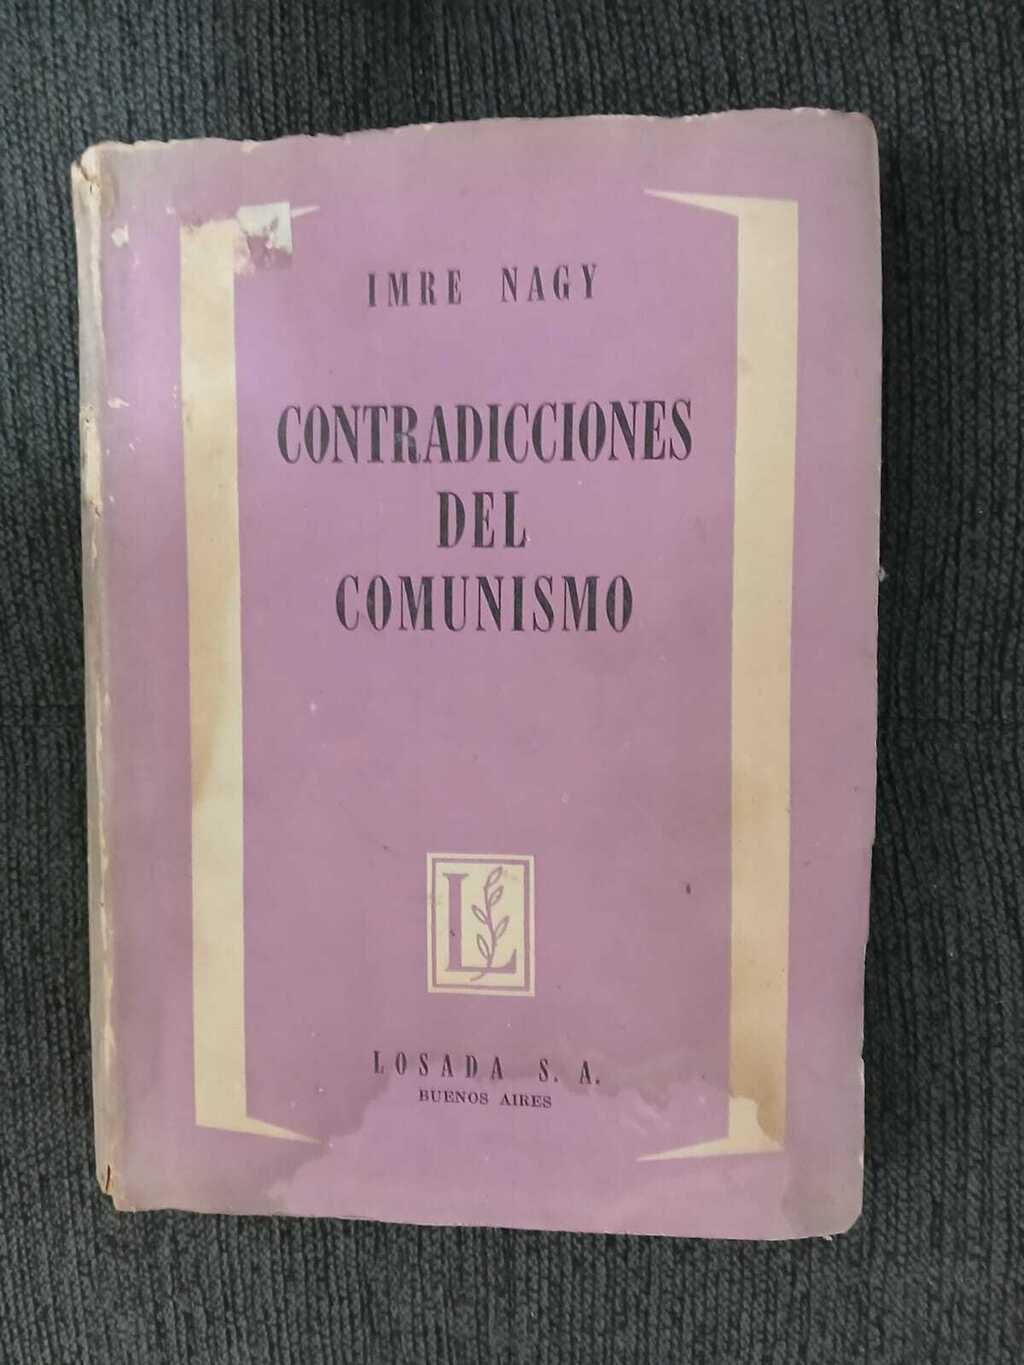 IMRE NAGY
CONTRADICCIONES
DEL
COMUNISMO
L
LOSADA S. A.
BUENOS AIRES